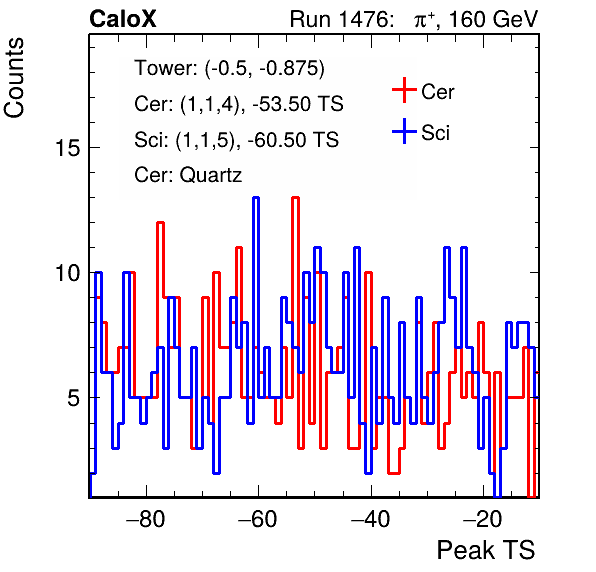 CaloX Run 1476: π⁺, 160 GeV
Counts
Tower: (-0.5, -0.875)
Cer: (1,1,4), -53.50 TS
Sci: (1,1,5), -60.50 TS
Cer: Quartz
Cer
Sci
15
10
5
−80 −60 −40 −20
Peak TS